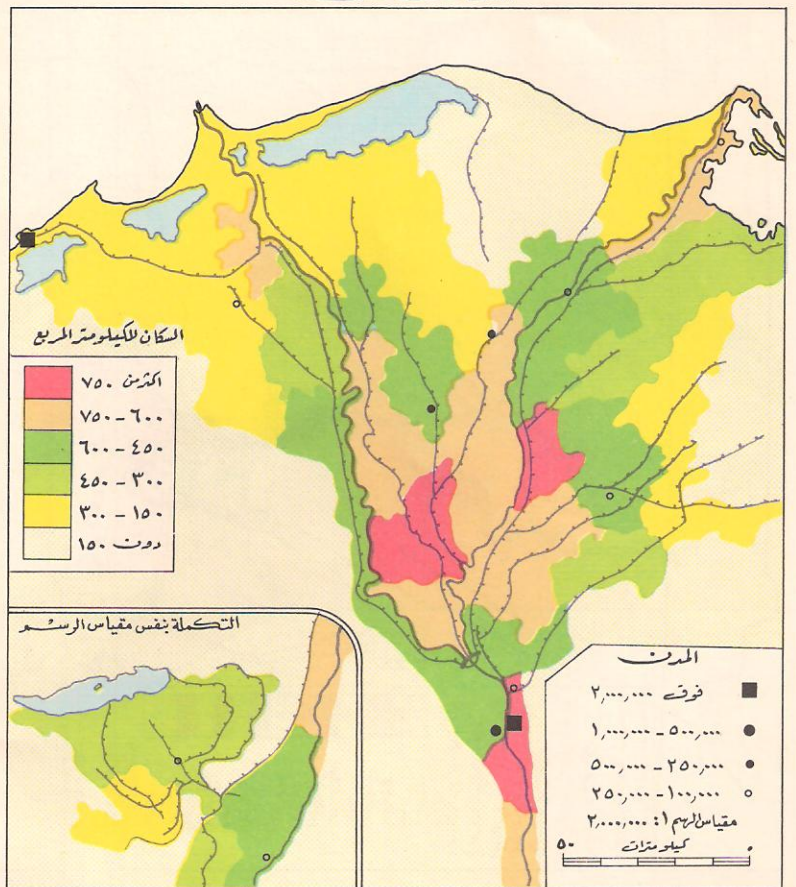 السكان للكيلومتر المربع
اكثر من ٧٥٠
٦٠٠ – ٧٥٠
٤٥٠ – ٦٠٠
٣٠٠ – ٤٥٠
١٥٠ – ٣٠٠
دون ١٥٠
التكملة بنفس مقياس الرسم
المدن
فوق ٢,٠٠٠,٠٠٠
٥٠٠,٠٠٠ – ١,٠٠٠,٠٠٠
٢٥٠,٠٠٠ – ٥٠٠,٠٠٠
١٠٠,٠٠٠ – ٢٥٠,٠٠٠
مقياس الرسم ١ : ٢,٠٠٠,٠٠٠
٠ كيلومترات ٥٠